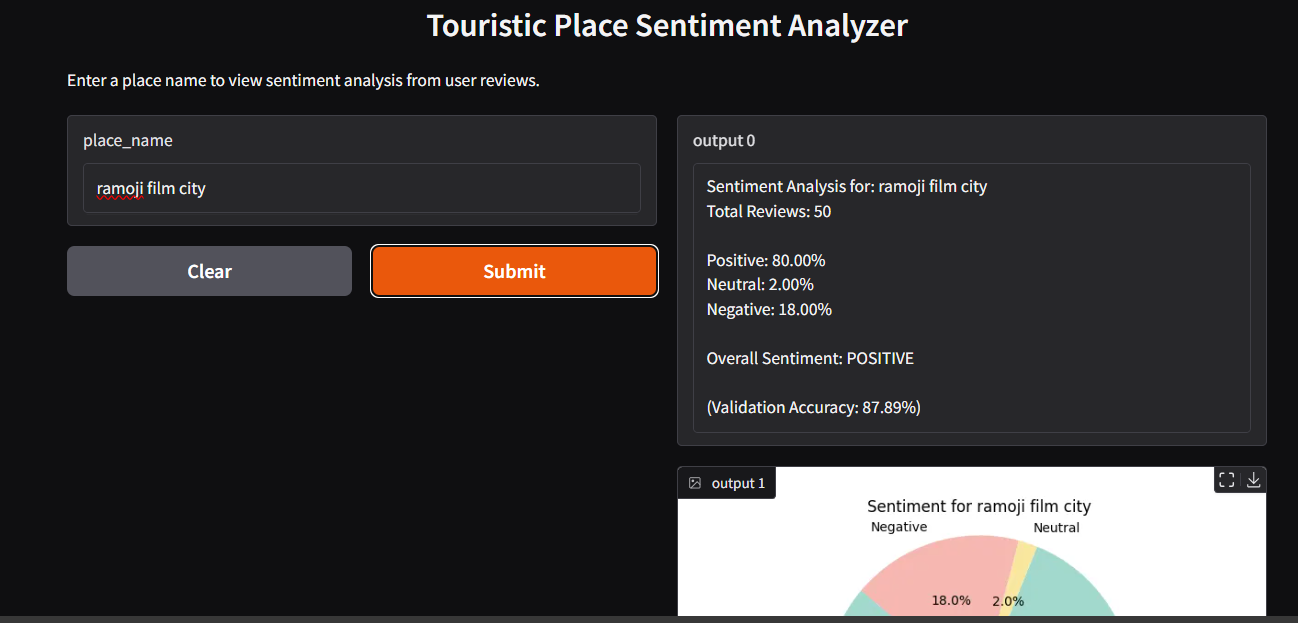 Touristic Place Sentiment Analyzer
Enter a place name to view sentiment analysis from user reviews.
place_name
ramoji film city
Clear
Submit
output 0
Sentiment Analysis for: ramoji film city
Total Reviews: 50
Positive: 80.00%
Neutral: 2.00%
Negative: 18.00%
Overall Sentiment: POSITIVE
(Validation Accuracy: 87.89%)
output 1
Sentiment for ramoji film city
Negative
Neutral
18.0%
2.0%